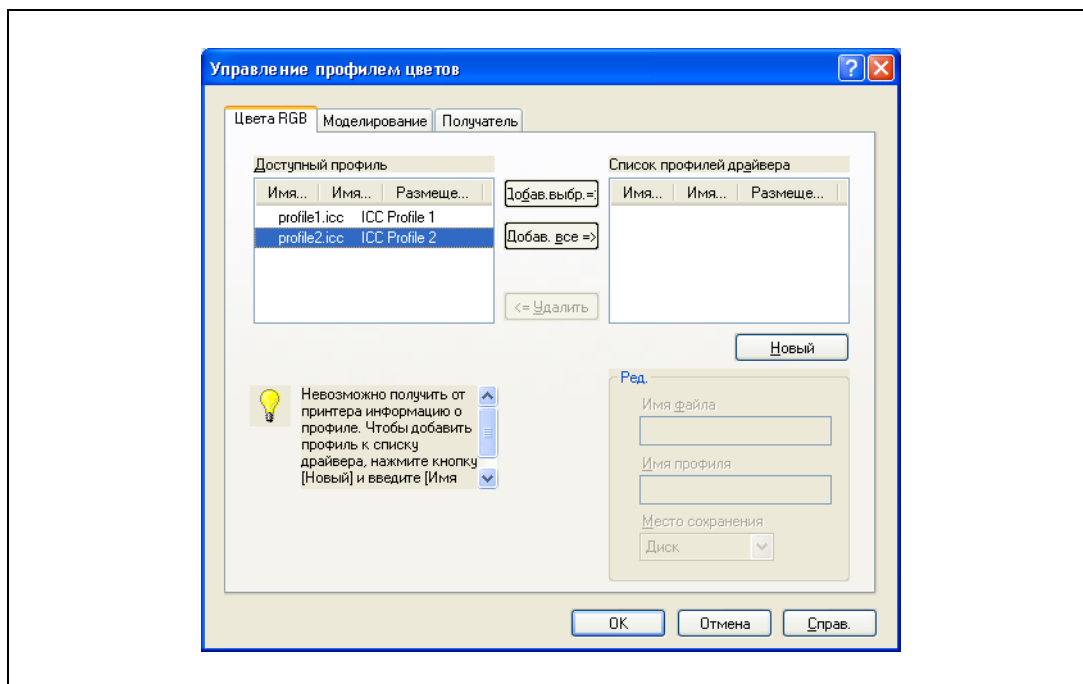 Управление профилем цветов
Цвета RGB Моделирование Получатель
Доступный профиль
Имя... Имя... Размеще...
profile1.icc ICC Profile 1
profile2.icc ICC Profile 2
Добав.выбр.=
Добав. все =>
<= Удалить
Список профилей драйвера
Имя... Имя... Размеще...
Новый
Невозможно получить от
принтера информацию о
профиле. Чтобы добавить
профиль к списку
драйвера, нажмите кнопку
[Новый] и введите [Имя
Ред.
Имя файла
Имя профиля
Место сохранения
Диск
OK Отмена Справ.